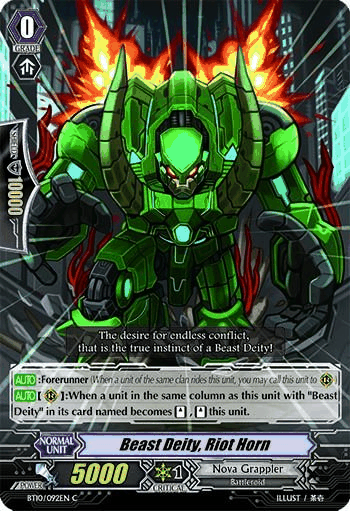 0
GRADE
10000
SHIELD
The desire for endless conflict,
that is the true instinct of a Beast Deity!
AUTO :Forerunner (When a unit of the same clan rides this unit, you may call this unit to )
AUTO [ ]:When a unit in the same column as this unit with "Beast
Deity" in its card named becomes [ ], [ ] this unit.
NORMAL
UNIT
Beast Deity, Riot Horn
POWER
5000
1
CRITICAL
Nova Grappler
Battleroid
BT10/092EN C
ILLUST / 茶壱